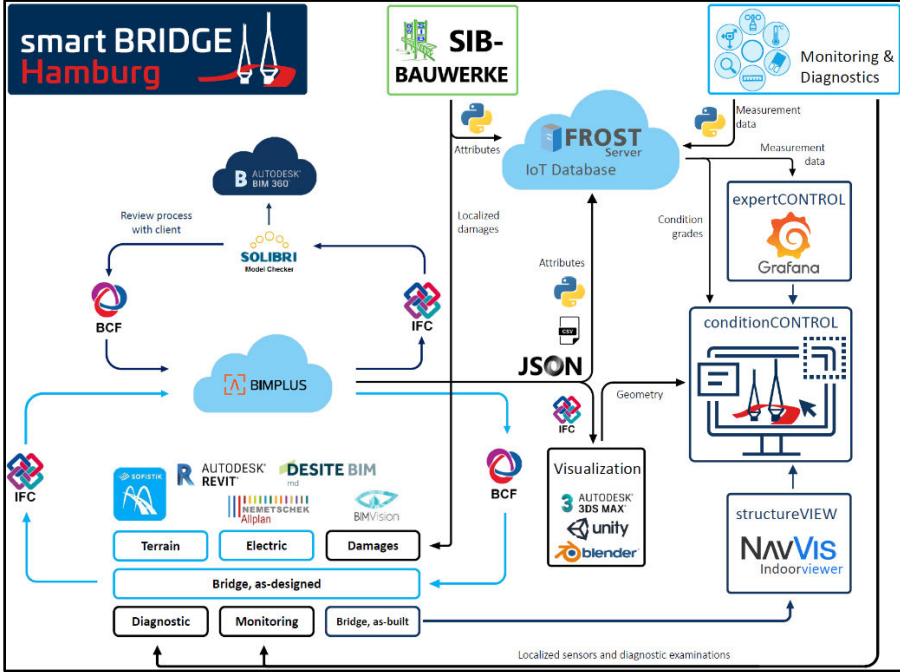 smart BRIDGE
Hamburg
SIB-
BAUWERKE
Monitoring &
Diagnostics
Attributes
FROST
Server
IoT Database
Measurement
data
Measurement
data
AUTODESK®
BIM 360™
B
Localized
damages
Condition
grades
expertCONTROL
Grafana
Review process
with client
SOLIBRI
Model Checker
Attributes
BCF
IFC
CSV
JSON
conditionCONTROL
BIMPLUS
IFC
Geometry
IFC
SOFISTIK
R
AUTODESK®
REVIT®
DESITE BIM
md
NEMETSCHEK
Allplan
BIMVision
BCF
Visualization
3
AUTODESK®
3DS MAX®
unity
blender
structureVIEW
NAVVIS
Indoorviewer
Terrain
Electric
Damages
Bridge, as-designed
Diagnostic
Monitoring
Bridge, as-built
Localized sensors and diagnostic examinations